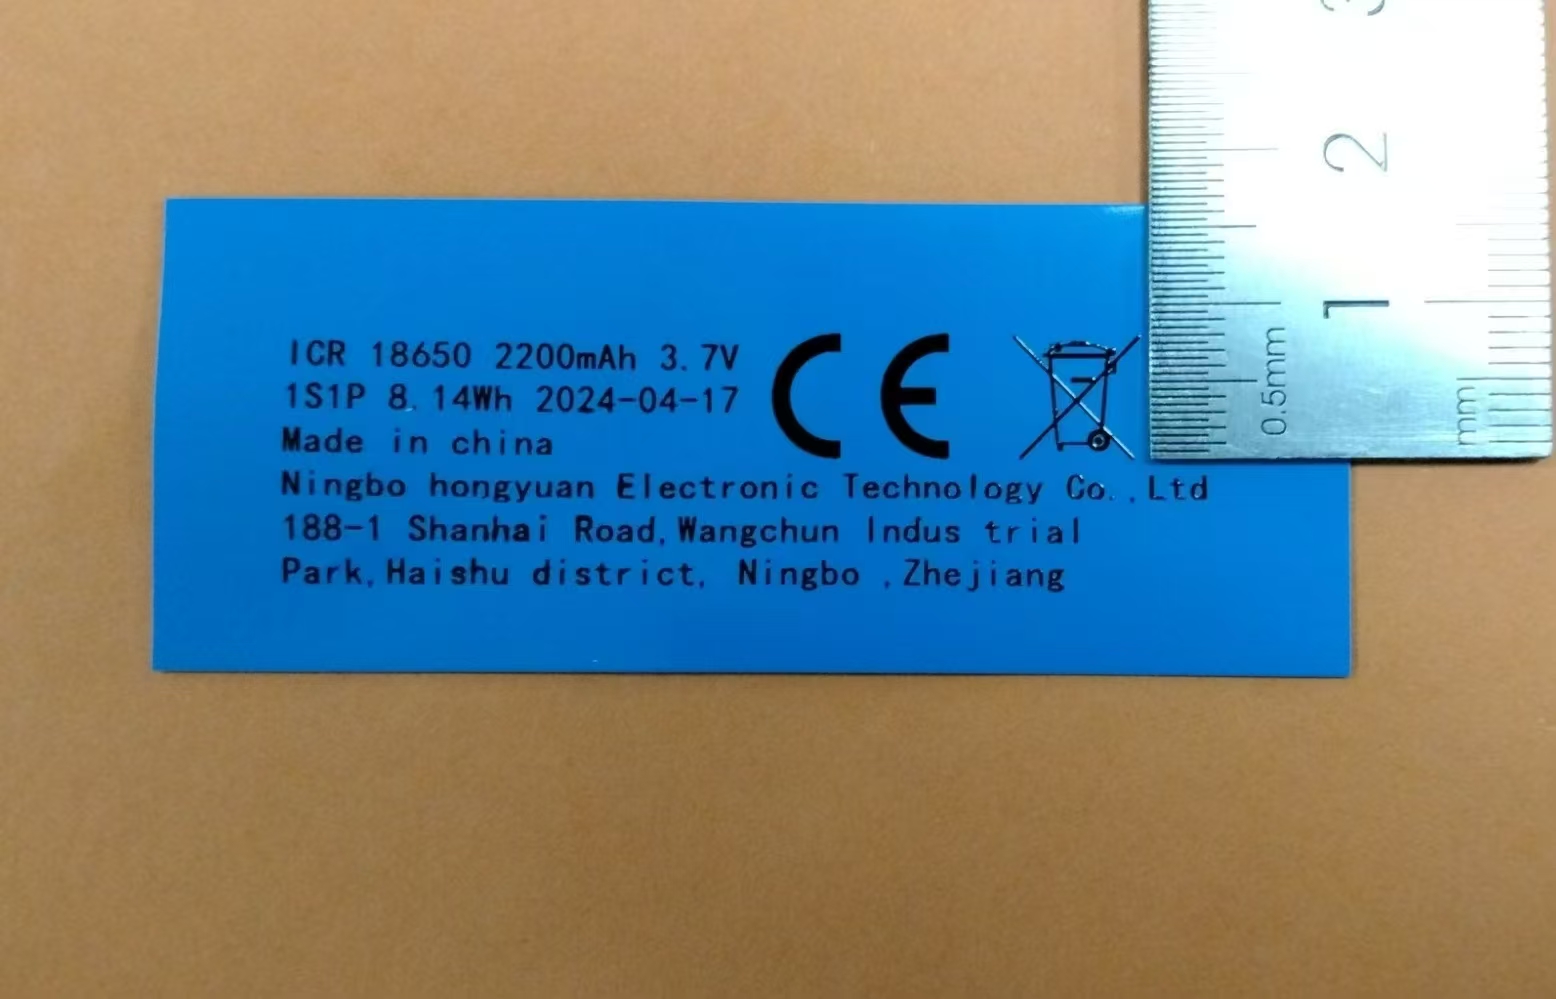 ICR 18650 2200mAh 3.7V
1S1P 8.14Wh 2024-04-17
Made in china
CE
Ningbo hongyuan Electronic Technology Co.,Ltd
188-1 Shanhai Road,Wangchun Indus trial
Park,Haishu district, Ningbo ,Zhejiang
3
2
1
0.5mm
mm